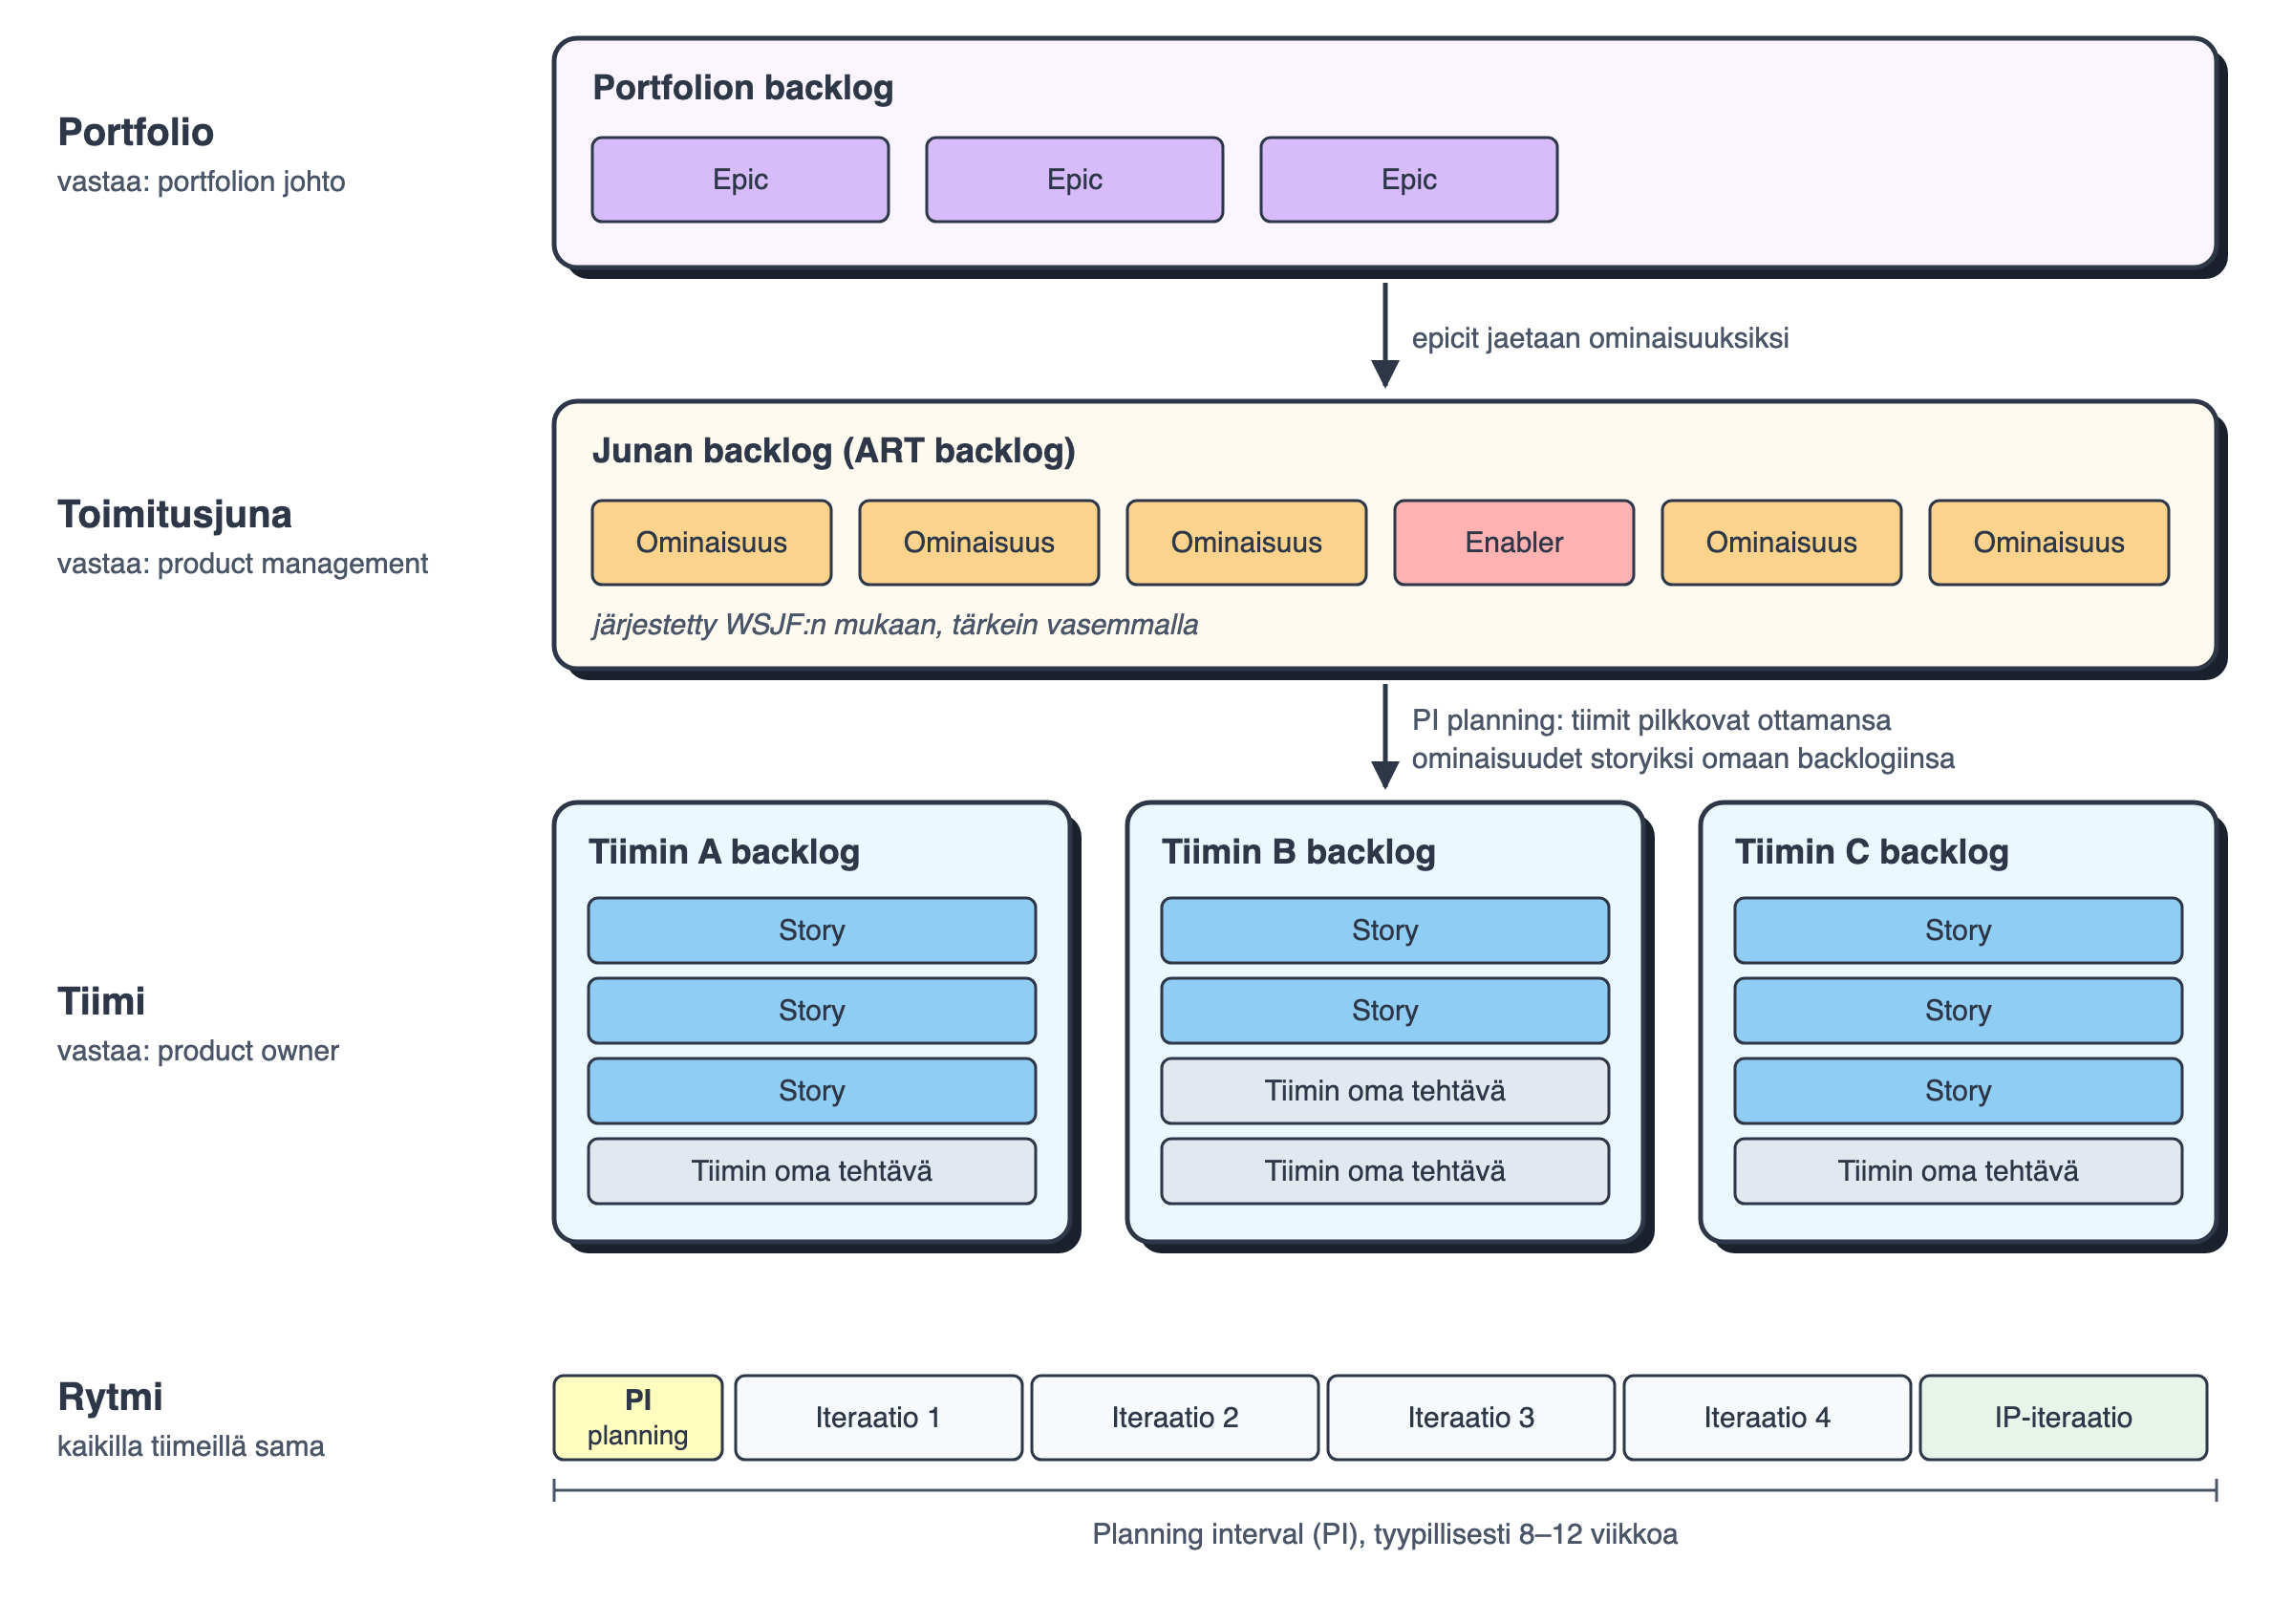 Portfolio
vastaa: portfolion johto
Portfolion backlog
Epic
Epic
Epic
epicit jaetaan ominaisuuksiksi
Toimitusjuna
vastaa: product management
Junan backlog (ART backlog)
Ominaisuus
Ominaisuus
Ominaisuus
Enabler
Ominaisuus
Ominaisuus
järjestetty WSJF:n mukaan, tärkein vasemmalla
PI planning: tiimit pilkkovat ottamansa
ominaisuudet storyiksi omaan backlogiinsa
Tiimi
vastaa: product owner
Tiimin A backlog
Story
Story
Story
Tiimin oma tehtävä
Tiimin B backlog
Story
Story
Tiimin oma tehtävä
Tiimin oma tehtävä
Tiimin C backlog
Story
Story
Story
Tiimin oma tehtävä
Rytmi
kaikilla tiimeillä sama
PI
planning
Iteraatio 1
Iteraatio 2
Iteraatio 3
Iteraatio 4
IP-iteraatio
Planning interval (PI), tyypillisesti 8–12 viikkoa